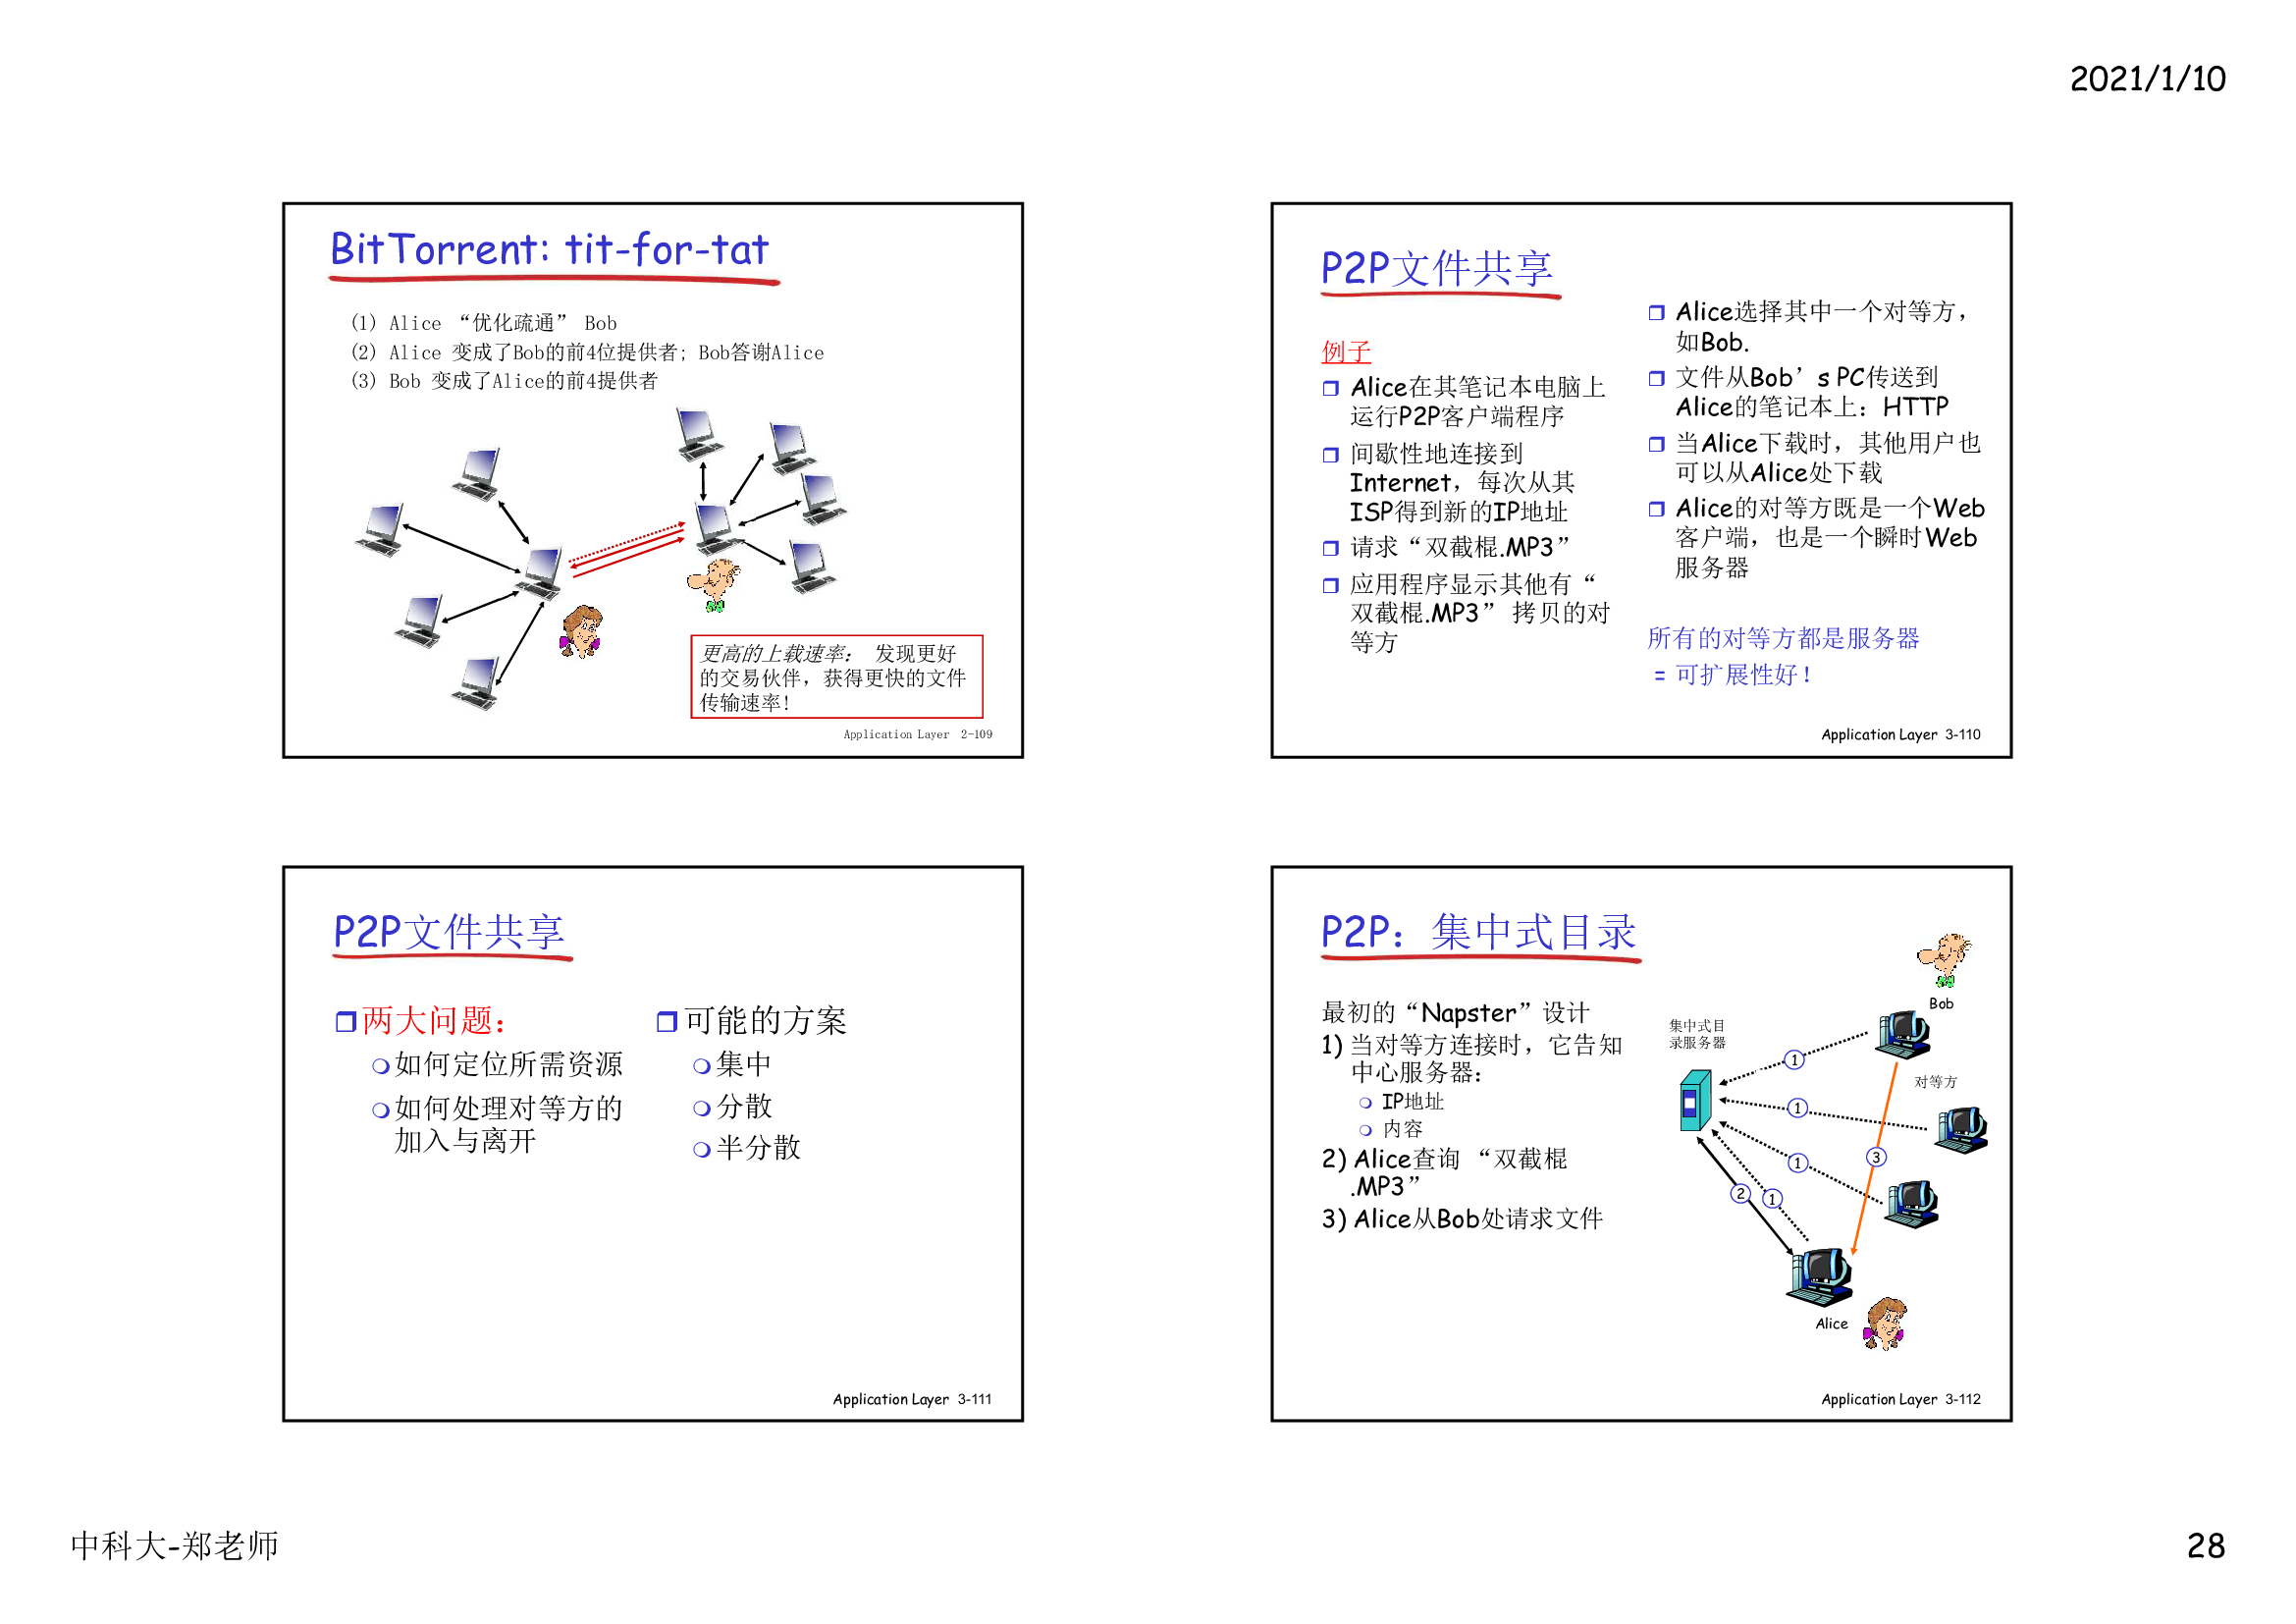 2021/1/10
BitTorrent: tit-for-tat
(1) Alice “优化疏通” Bob
(2) Alice 变成了Bob的前4位提供者; Bob答谢Alice
(3) Bob 变成了Alice的前4提供者
更高的上载速率： 发现更好
的交易伙伴，获得更快的文件
传输速率!
Application Layer 2-109
P2P文件共享
例子
Alice在其笔记本电脑上
运行P2P客户端程序
间歇性地连接到
Internet，每次从其
ISP得到新的IP地址
请求“双截棍.MP3”
应用程序显示其他有“
双截棍.MP3” 拷贝的对
等方
Alice选择其中一个对等方，
如Bob.
文件从Bob’s PC传送到
Alice的笔记本上：HTTP
当Alice下载时，其他用户也
可以从Alice处下载
Alice的对等方既是一个Web
客户端，也是一个瞬时Web
服务器
所有的对等方都是服务器
= 可扩展性好！
Application Layer 3-110
P2P文件共享
两大问题：
如何定位所需资源
如何处理对等方的
加入与离开
可能的方案
集中
分散
半分散
Application Layer 3-111
P2P：集中式目录
最初的“Napster”设计
1) 当对等方连接时，它告知
中心服务器：
IP地址
内容
2) Alice查询 “双截棍
.MP3”
3) Alice从Bob处请求文件
Bob
集中式目
录服务器
对等方
1
1
1
3
2
1
Alice
Application Layer 3-112
中科大-郑老师
28